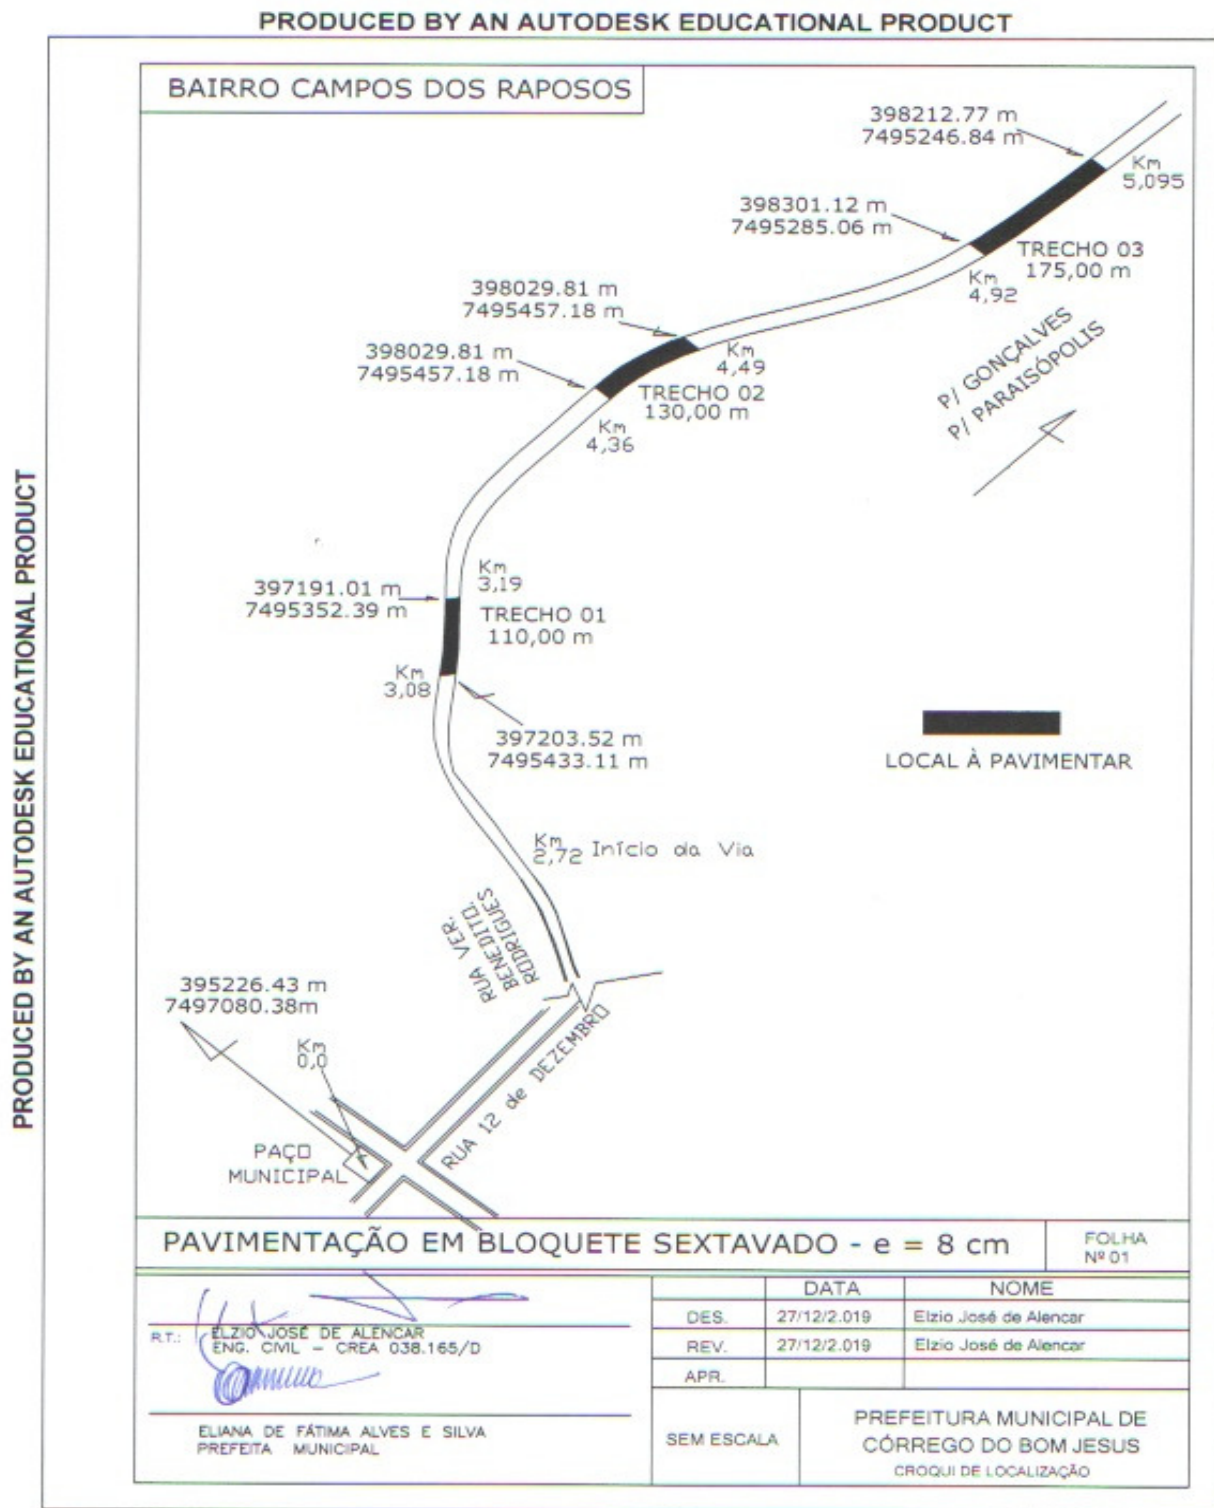 PRODUCED BY AN AUTODESK EDUCATIONAL PRODUCT
PRODUCED BY AN AUTODESK EDUCATIONAL PRODUCT
BAIRRO CAMPOS DOS RAPOSOS
398212.77 m
7495246.84 m
Km
5,095
398301.12 m
7495285.06 m
TRECHO 03
175,00 m
Km
4,92
398029.81 m
7495457.18 m
Km
4,49
398029.81 m
7495457.18 m
TRECHO 02
130,00 m
Km
4,36
P/ GONÇALVES
P/ PARAISÓPOLIS
Km
3,19
397191.01 m
7495352.39 m
TRECHO 01
110,00 m
Km
3,08
397203.52 m
7495433.11 m
LOCAL À PAVIMENTAR
Km
2,72 Início da Via
RUA VER.
BENEDITO.
RODRIGUES
395226.43 m
7497080.38m
Km
0,0
RUA 12 de DEZEMBRO
PAÇO
MUNICIPAL
PAVIMENTAÇÃO EM BLOQUETE SEXTAVADO - e = 8 cm
FOLHA
Nº 01
DATA NOME
DES. 27/12/2.019 Elzio José de Alencar
REV. 27/12/2.019 Elzio José de Alencar
APR.
R.T.: ELZIO JOSÉ DE ALENCAR
ENG. CIVIL - CREA 038.165/D
ELIANA DE FÁTIMA ALVES E SILVA
PREFEITA MUNICIPAL
SEM ESCALA
PREFEITURA MUNICIPAL DE
CÓRREGO DO BOM JESUS
CROQUI DE LOCALIZAÇÃO